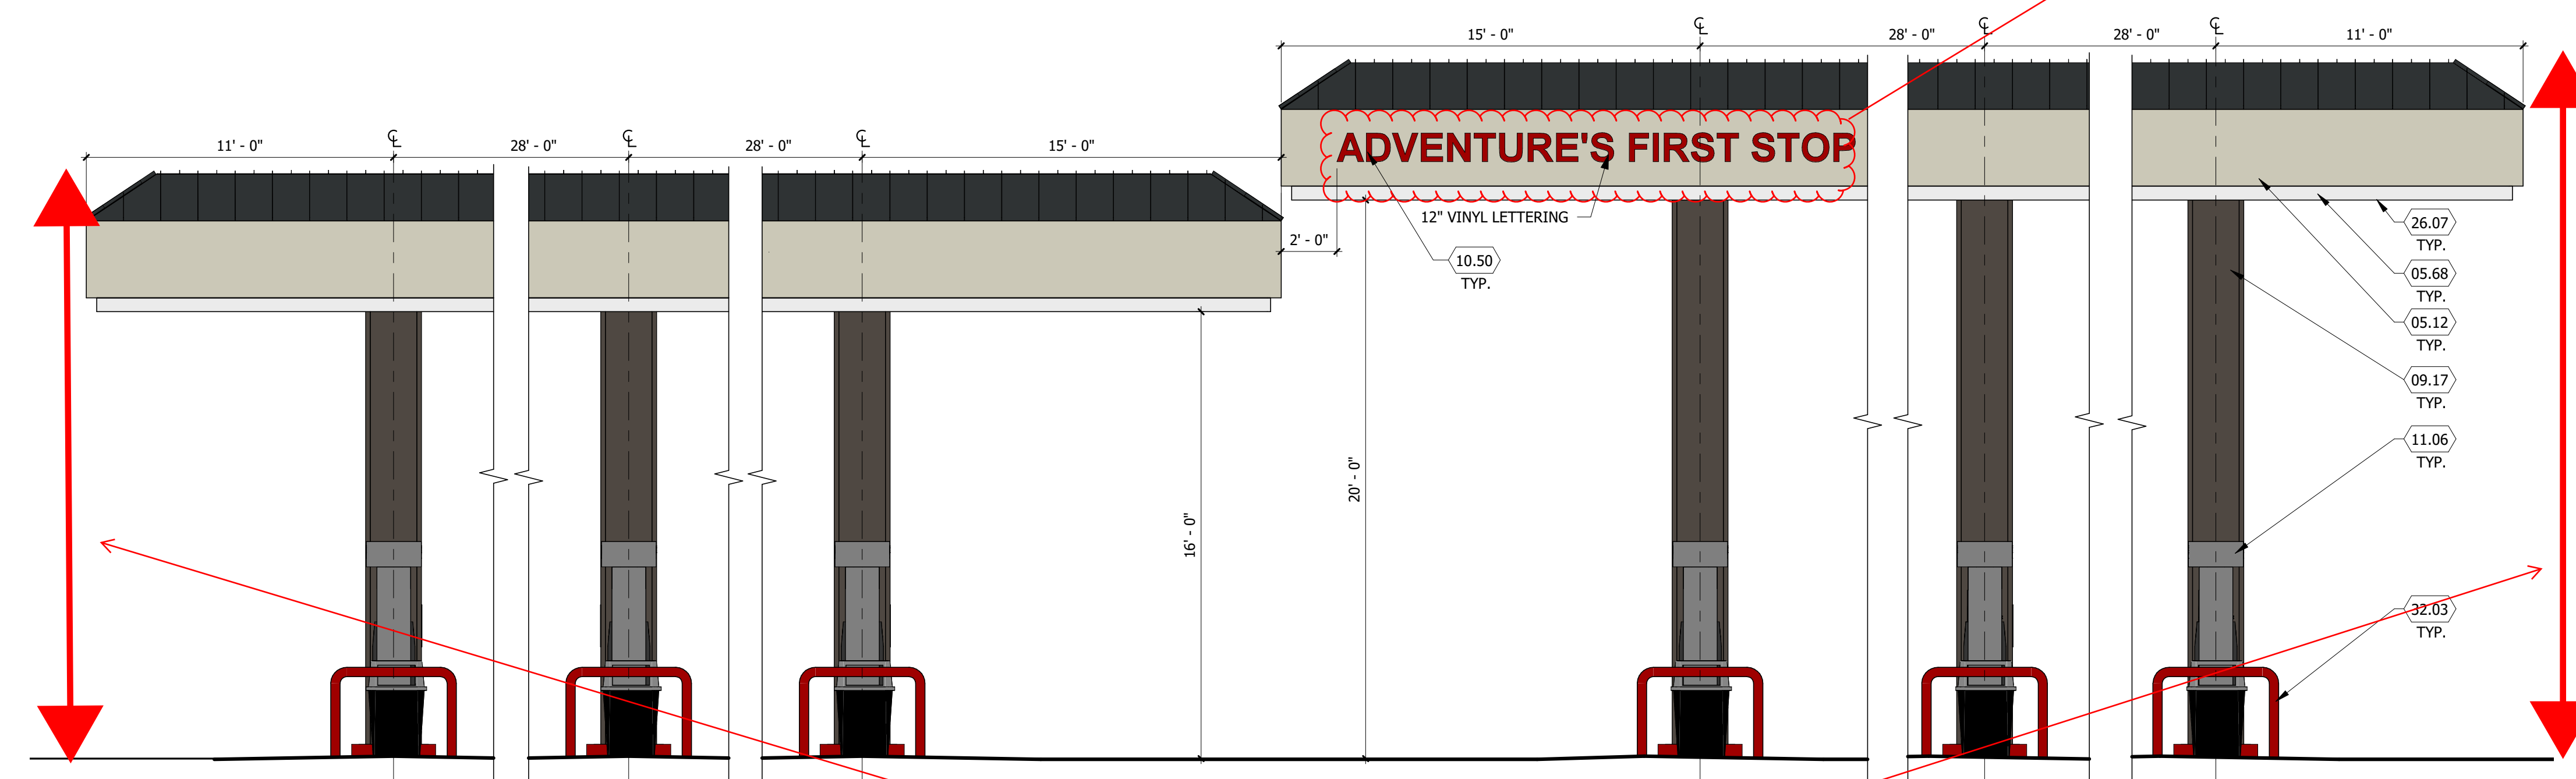 15' - 0"
28' - 0"
28' - 0"
11' - 0"
11' - 0"
28' - 0"
28' - 0"
15' - 0"
ADVENTURE'S FIRST STOP
12" VINYL LETTERING
2' - 0"
10.50
TYP.
26.07
TYP.
05.68
TYP.
05.12
TYP.
09.17
TYP.
11.06
TYP.
16' - 0"
20' - 0"
32.03
TYP.